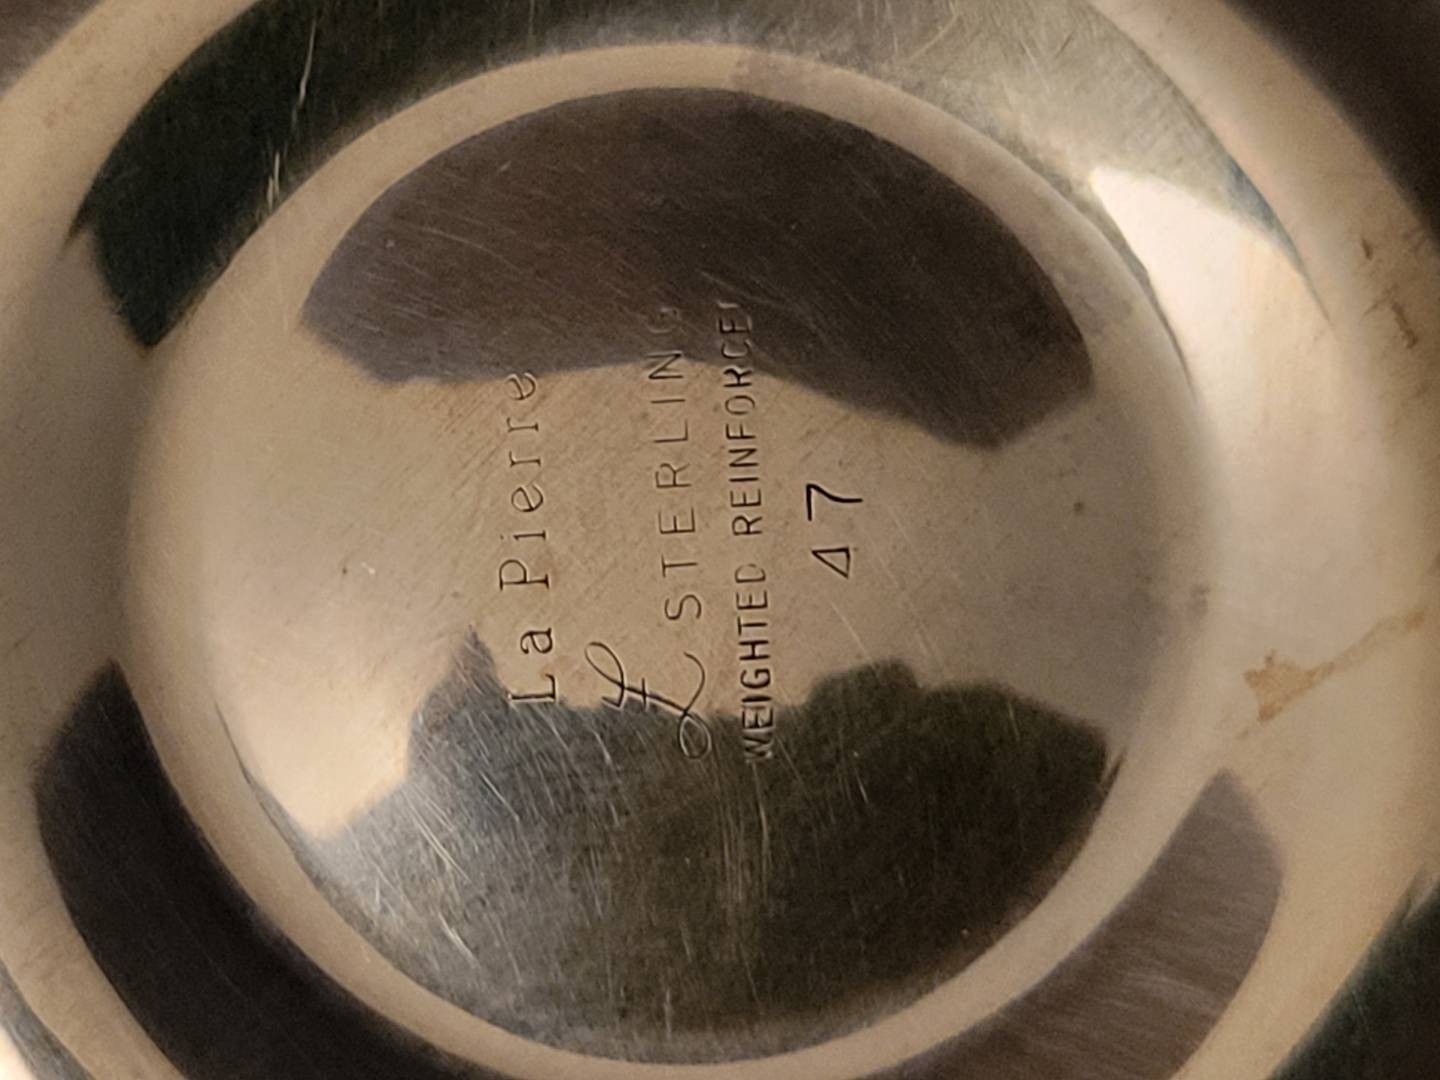 La Pierre
L STERLING
WEIGHTED REINFORCED
47